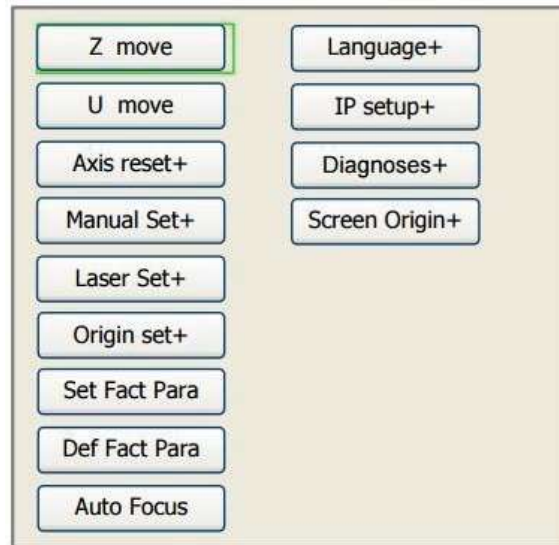 Z move
U move
Axis reset+
Manual Set+
Laser Set+
Origin set+
Set Fact Para
Def Fact Para
Auto Focus
Language+
IP setup+
Diagnoses+
Screen Origin+